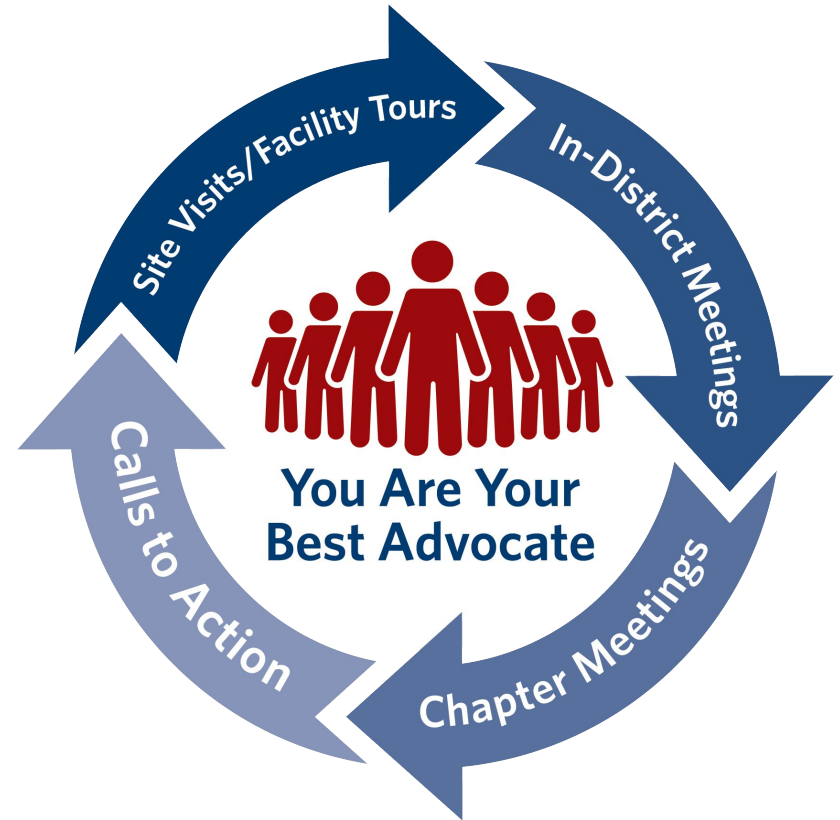 Site Visits/Facility Tours
In-District Meetings
Chapter Meetings
Calls to Action
You Are Your
Best Advocate